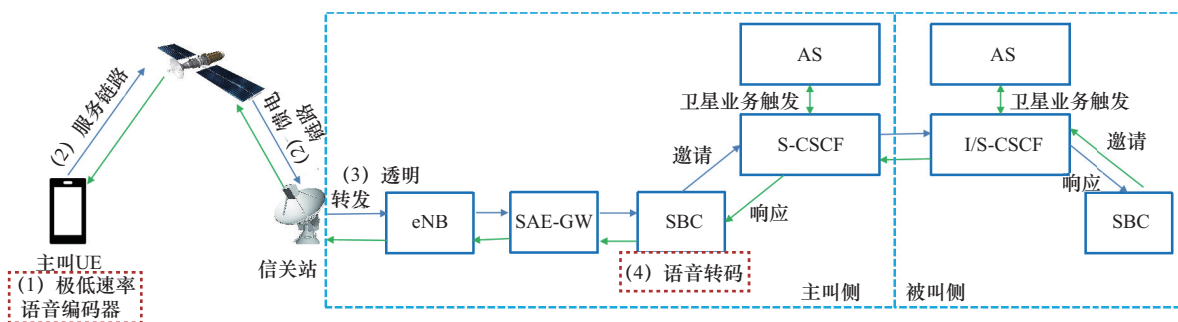 AS
AS
卫星业务触发
卫星业务触发
(2) 服务链路
(2) 馈电
链路
S-CSCF
I/S-CSCF
邀请
邀请
(3) 透明
转发
响应
响应
eNB
SAE-GW
SBC
SBC
主叫UE
信关站
(4) 语音转码
(1) 极低速率
语音编码器
主叫侧
被叫侧